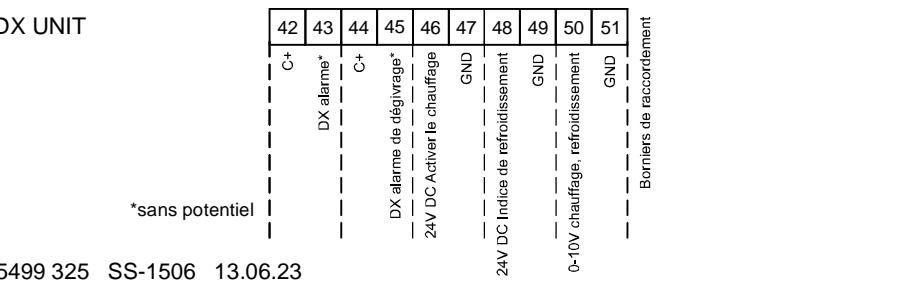 DX UNIT
42 43 44 45 46 47 48 49 50 51
C+
DX alarme*
C+
DX alarme de dégivrage*
24V DC Activer le chauffage
GND
24V DC Indice de refroidissement
GND
0-10V chauffage, refroidissement
GND
Borniers de raccordement
*sans potentiel
5499 325 SS-1506 13.06.23